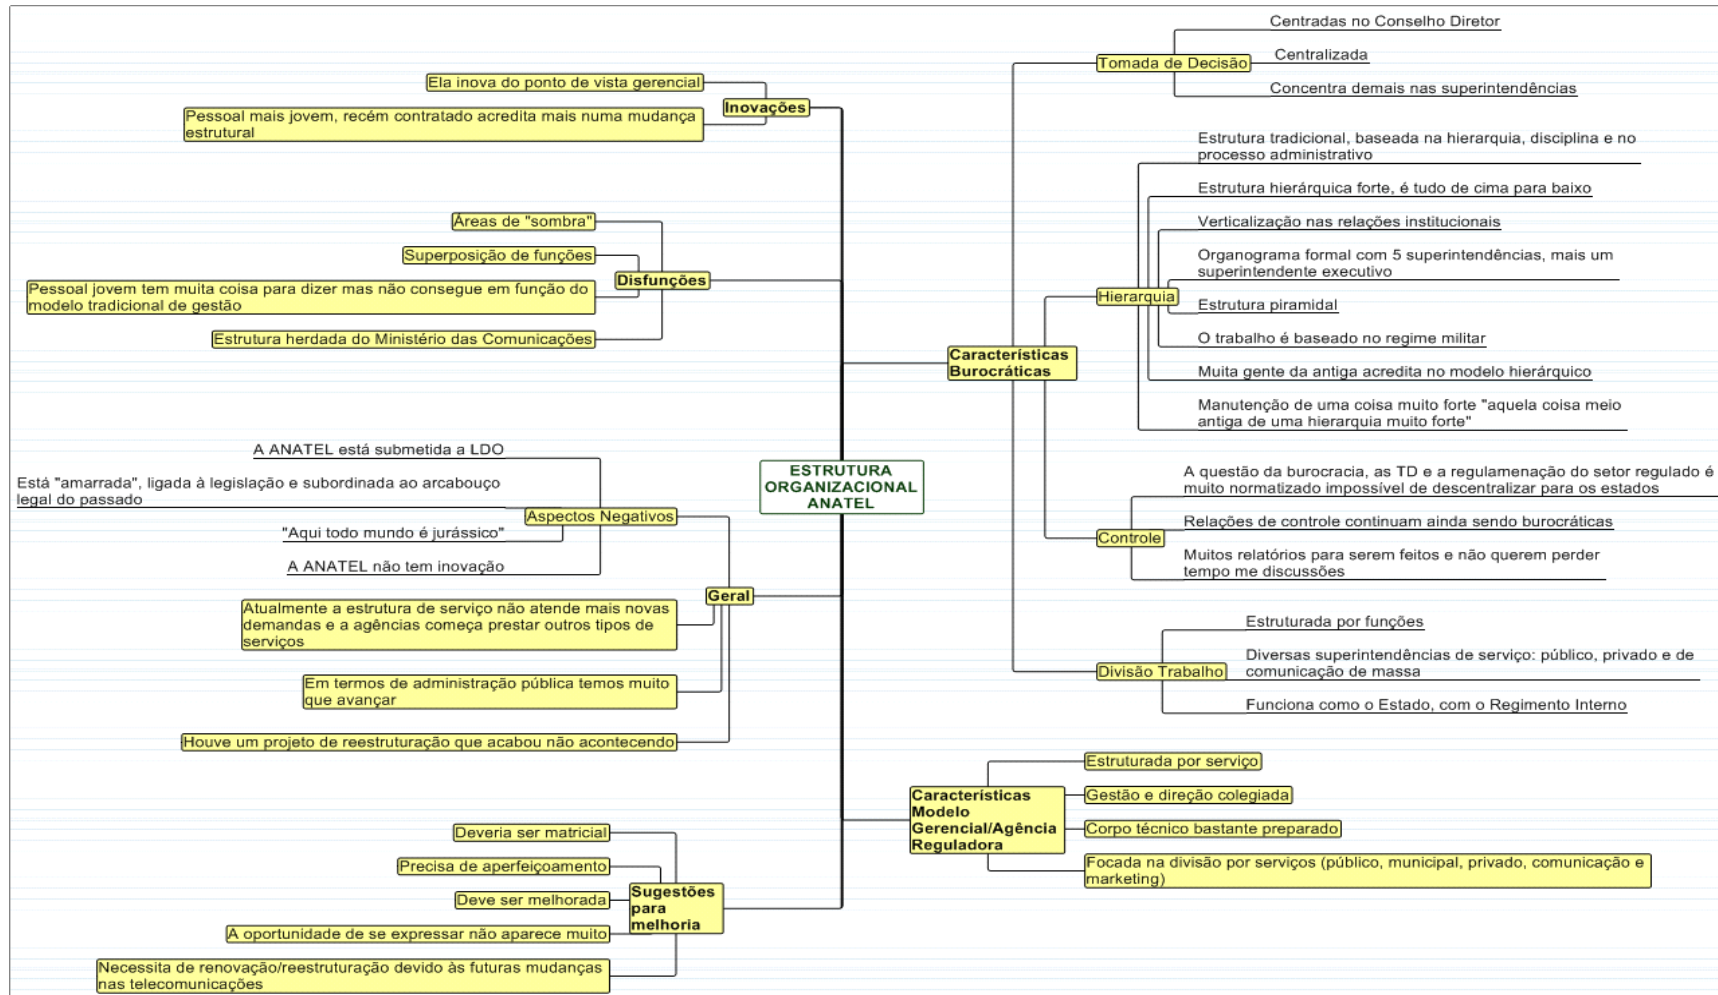 ESTRUTURA
ORGANIZACIONAL
ANATEL
Inovações
Ela inova do ponto de vista gerencial
Pessoal mais jovem, recém contratado acredita mais numa mudança
estrutural
Disfunções
Áreas de "sombra"
Superposição de funções
Pessoal jovem tem muita coisa para dizer mas não consegue em função do
modelo tradicional de gestão
Estrutura herdada do Ministério das Comunicações
Geral
Aspectos Negativos
A ANATEL está submetida a LDO
Está "amarrada", ligada à legislação e subordinada ao arcabouço
legal do passado
"Aqui todo mundo é jurássico"
A ANATEL não tem inovação
Atualmente a estrutura de serviço não atende mais novas
demandas e a agências começa prestar outros tipos de
serviços
Em termos de administração pública temos muito
que avançar
Houve um projeto de reestruturação que acabou não acontecendo
Sugestões
para
melhoria
Deveria ser matricial
Precisa de aperfeiçoamento
Deve ser melhorada
A oportunidade de se expressar não aparece muito
Necessita de renovação/reestruturação devido às futuras mudanças
nas telecomunicações
Características
Burocráticas
Tomada de Decisão
Centradas no Conselho Diretor
Centralizada
Concentra demais nas superintendências
Hierarquia
Estrutura tradicional, baseada na hierarquia, disciplina e no
processo administrativo
Estrutura hierárquica forte, é tudo de cima para baixo
Verticalização nas relações institucionais
Organograma formal com 5 superintendências, mais um
superintendente executivo
Estrutura piramidal
O trabalho é baseado no regime militar
Muita gente da antiga acredita no modelo hierárquico
Manutenção de uma coisa muito forte "aquela coisa meio
antiga de uma hierarquia muito forte"
Controle
A questão da burocracia, as TD e a regulamenação do setor regulado é
muito normatizado impossível de descentralizar para os estados
Relações de controle continuam ainda sendo burocráticas
Muitos relatórios para serem feitos e não querem perder
tempo me discussões
Divisão Trabalho
Estruturada por funções
Diversas superintendências de serviço: público, privado e de
comunicação de massa
Funciona como o Estado, com o Regimento Interno
Características
Modelo
Gerencial/Agência
Reguladora
Estruturada por serviço
Gestão e direção colegiada
Corpo técnico bastante preparado
Focada na divisão por serviços (público, municipal, privado, comunicação e
marketing)